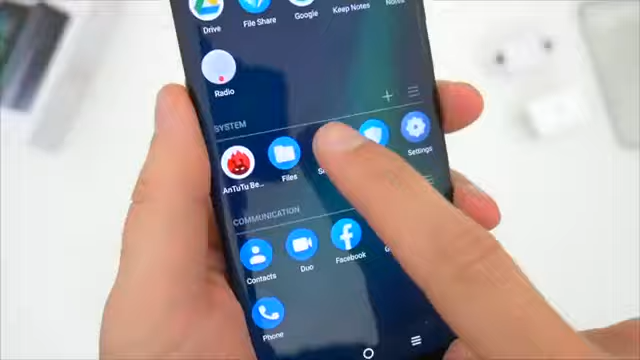 Drive
File Share
Google
Keep Notes
Radio
SYSTEM
AnTuTu Be...
Files
Settings
COMMUNICATION
Contacts
Duo
Facebook
Phone